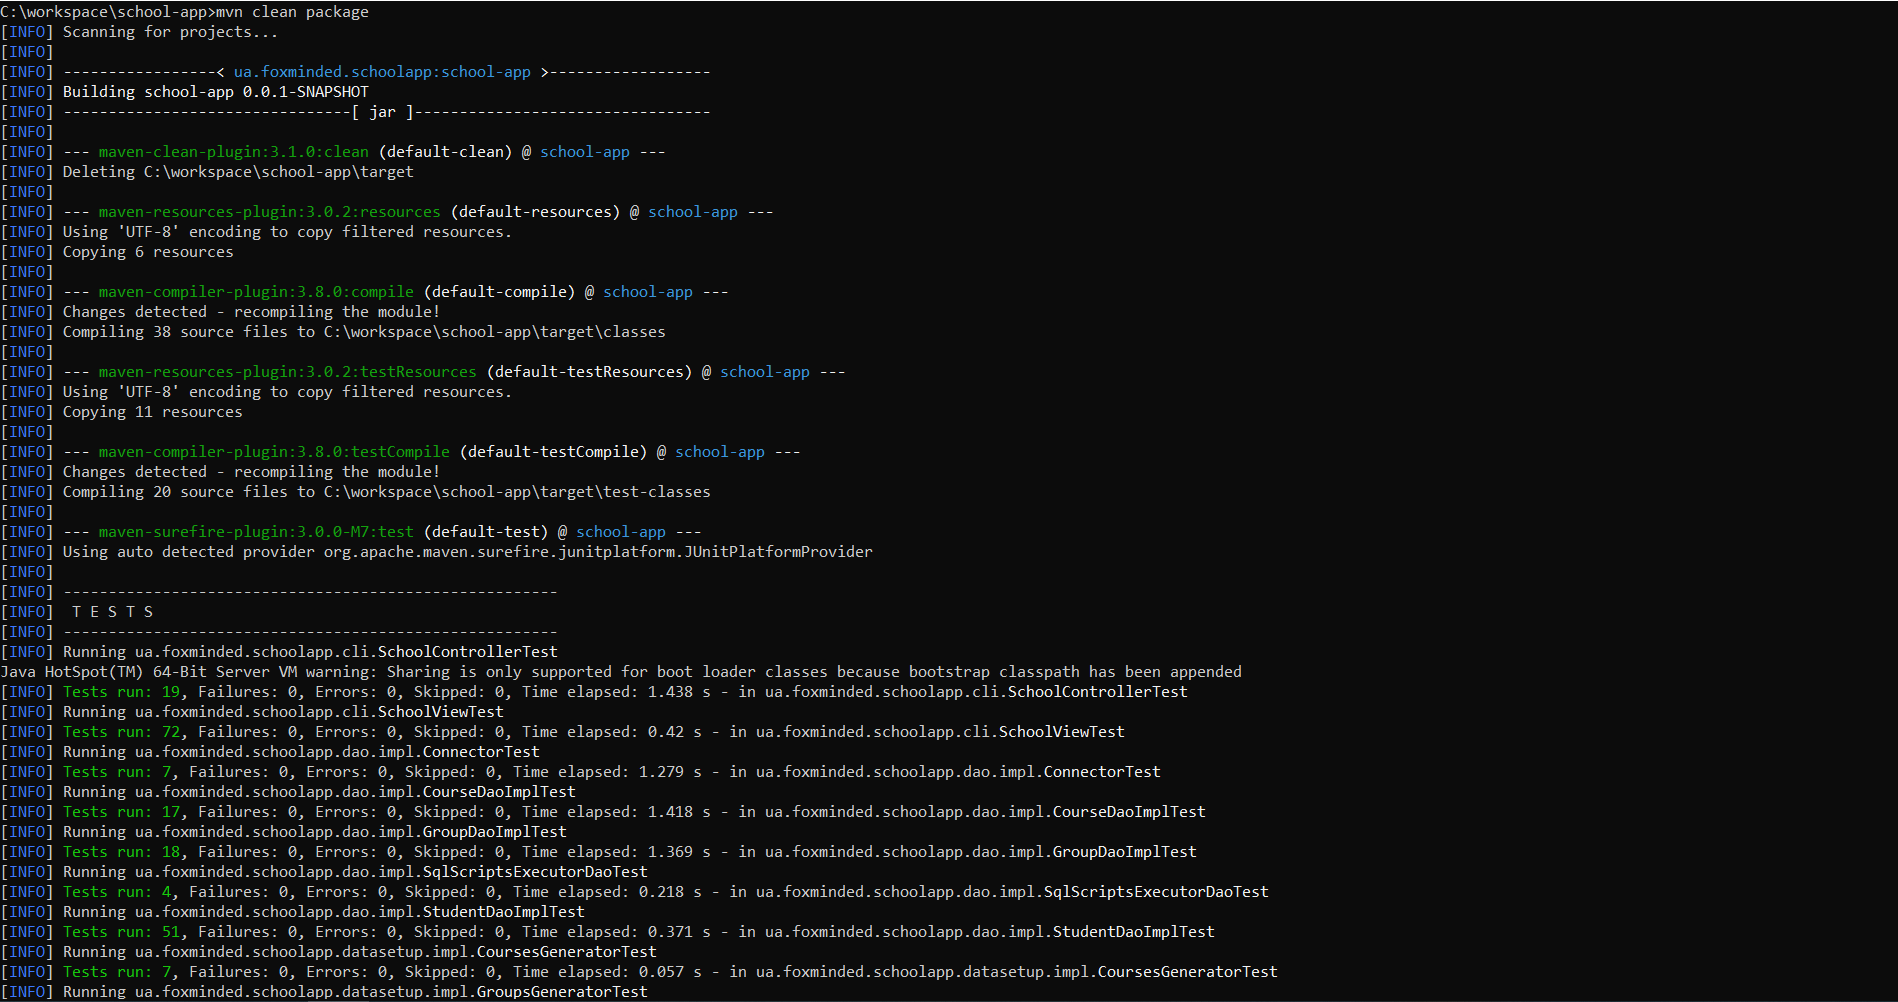 C:\workspace\school-app>mvn clean package
[INFO] Scanning for projects...
[INFO]
[INFO] -----------------< ua.foxminded.schoolapp:school-app >------------------
[INFO] Building school-app 0.0.1-SNAPSHOT
[INFO] --------------------------------[ jar ]---------------------------------
[INFO]
[INFO] --- maven-clean-plugin:3.1.0:clean (default-clean) @ school-app ---
[INFO] Deleting C:\workspace\school-app\target
[INFO]
[INFO] --- maven-resources-plugin:3.0.2:resources (default-resources) @ school-app ---
[INFO] Using 'UTF-8' encoding to copy filtered resources.
[INFO] Copying 6 resources
[INFO]
[INFO] --- maven-compiler-plugin:3.8.0:compile (default-compile) @ school-app ---
[INFO] Changes detected - recompiling the module!
[INFO] Compiling 38 source files to C:\workspace\school-app\target\classes
[INFO]
[INFO] --- maven-resources-plugin:3.0.2:testResources (default-testResources) @ school-app ---
[INFO] Using 'UTF-8' encoding to copy filtered resources.
[INFO] Copying 11 resources
[INFO]
[INFO] --- maven-compiler-plugin:3.8.0:testCompile (default-testCompile) @ school-app ---
[INFO] Changes detected - recompiling the module!
[INFO] Compiling 20 source files to C:\workspace\school-app\target\test-classes
[INFO]
[INFO] --- maven-surefire-plugin:3.0.0-M7:test (default-test) @ school-app ---
[INFO] Using auto detected provider org.apache.maven.surefire.junitplatform.JUnitPlatformProvider
[INFO]
[INFO] -------------------------------------------------------
[INFO]  T E S T S
[INFO] -------------------------------------------------------
[INFO] Running ua.foxminded.schoolapp.cli.SchoolControllerTest
Java HotSpot(TM) 64-Bit Server VM warning: Sharing is only supported for boot loader classes because bootstrap classpath has been appended
[INFO] Tests run: 19, Failures: 0, Errors: 0, Skipped: 0, Time elapsed: 1.438 s - in ua.foxminded.schoolapp.cli.SchoolControllerTest
[INFO] Running ua.foxminded.schoolapp.cli.SchoolViewTest
[INFO] Tests run: 72, Failures: 0, Errors: 0, Skipped: 0, Time elapsed: 0.42 s - in ua.foxminded.schoolapp.cli.SchoolViewTest
[INFO] Running ua.foxminded.schoolapp.dao.impl.ConnectorTest
[INFO] Tests run: 7, Failures: 0, Errors: 0, Skipped: 0, Time elapsed: 1.279 s - in ua.foxminded.schoolapp.dao.impl.ConnectorTest
[INFO] Running ua.foxminded.schoolapp.dao.impl.CourseDaoImplTest
[INFO] Tests run: 17, Failures: 0, Errors: 0, Skipped: 0, Time elapsed: 1.418 s - in ua.foxminded.schoolapp.dao.impl.CourseDaoImplTest
[INFO] Running ua.foxminded.schoolapp.dao.impl.GroupDaoImplTest
[INFO] Tests run: 18, Failures: 0, Errors: 0, Skipped: 0, Time elapsed: 1.369 s - in ua.foxminded.schoolapp.dao.impl.GroupDaoImplTest
[INFO] Running ua.foxminded.schoolapp.dao.impl.SqlScriptsExecutorDaoTest
[INFO] Tests run: 4, Failures: 0, Errors: 0, Skipped: 0, Time elapsed: 0.218 s - in ua.foxminded.schoolapp.dao.impl.SqlScriptsExecutorDaoTest
[INFO] Running ua.foxminded.schoolapp.dao.impl.StudentDaoImplTest
[INFO] Tests run: 51, Failures: 0, Errors: 0, Skipped: 0, Time elapsed: 0.371 s - in ua.foxminded.schoolapp.dao.impl.StudentDaoImplTest
[INFO] Running ua.foxminded.schoolapp.datasetup.impl.CoursesGeneratorTest
[INFO] Tests run: 7, Failures: 0, Errors: 0, Skipped: 0, Time elapsed: 0.057 s - in ua.foxminded.schoolapp.datasetup.impl.CoursesGeneratorTest
[INFO] Running ua.foxminded.schoolapp.datasetup.impl.GroupsGeneratorTest